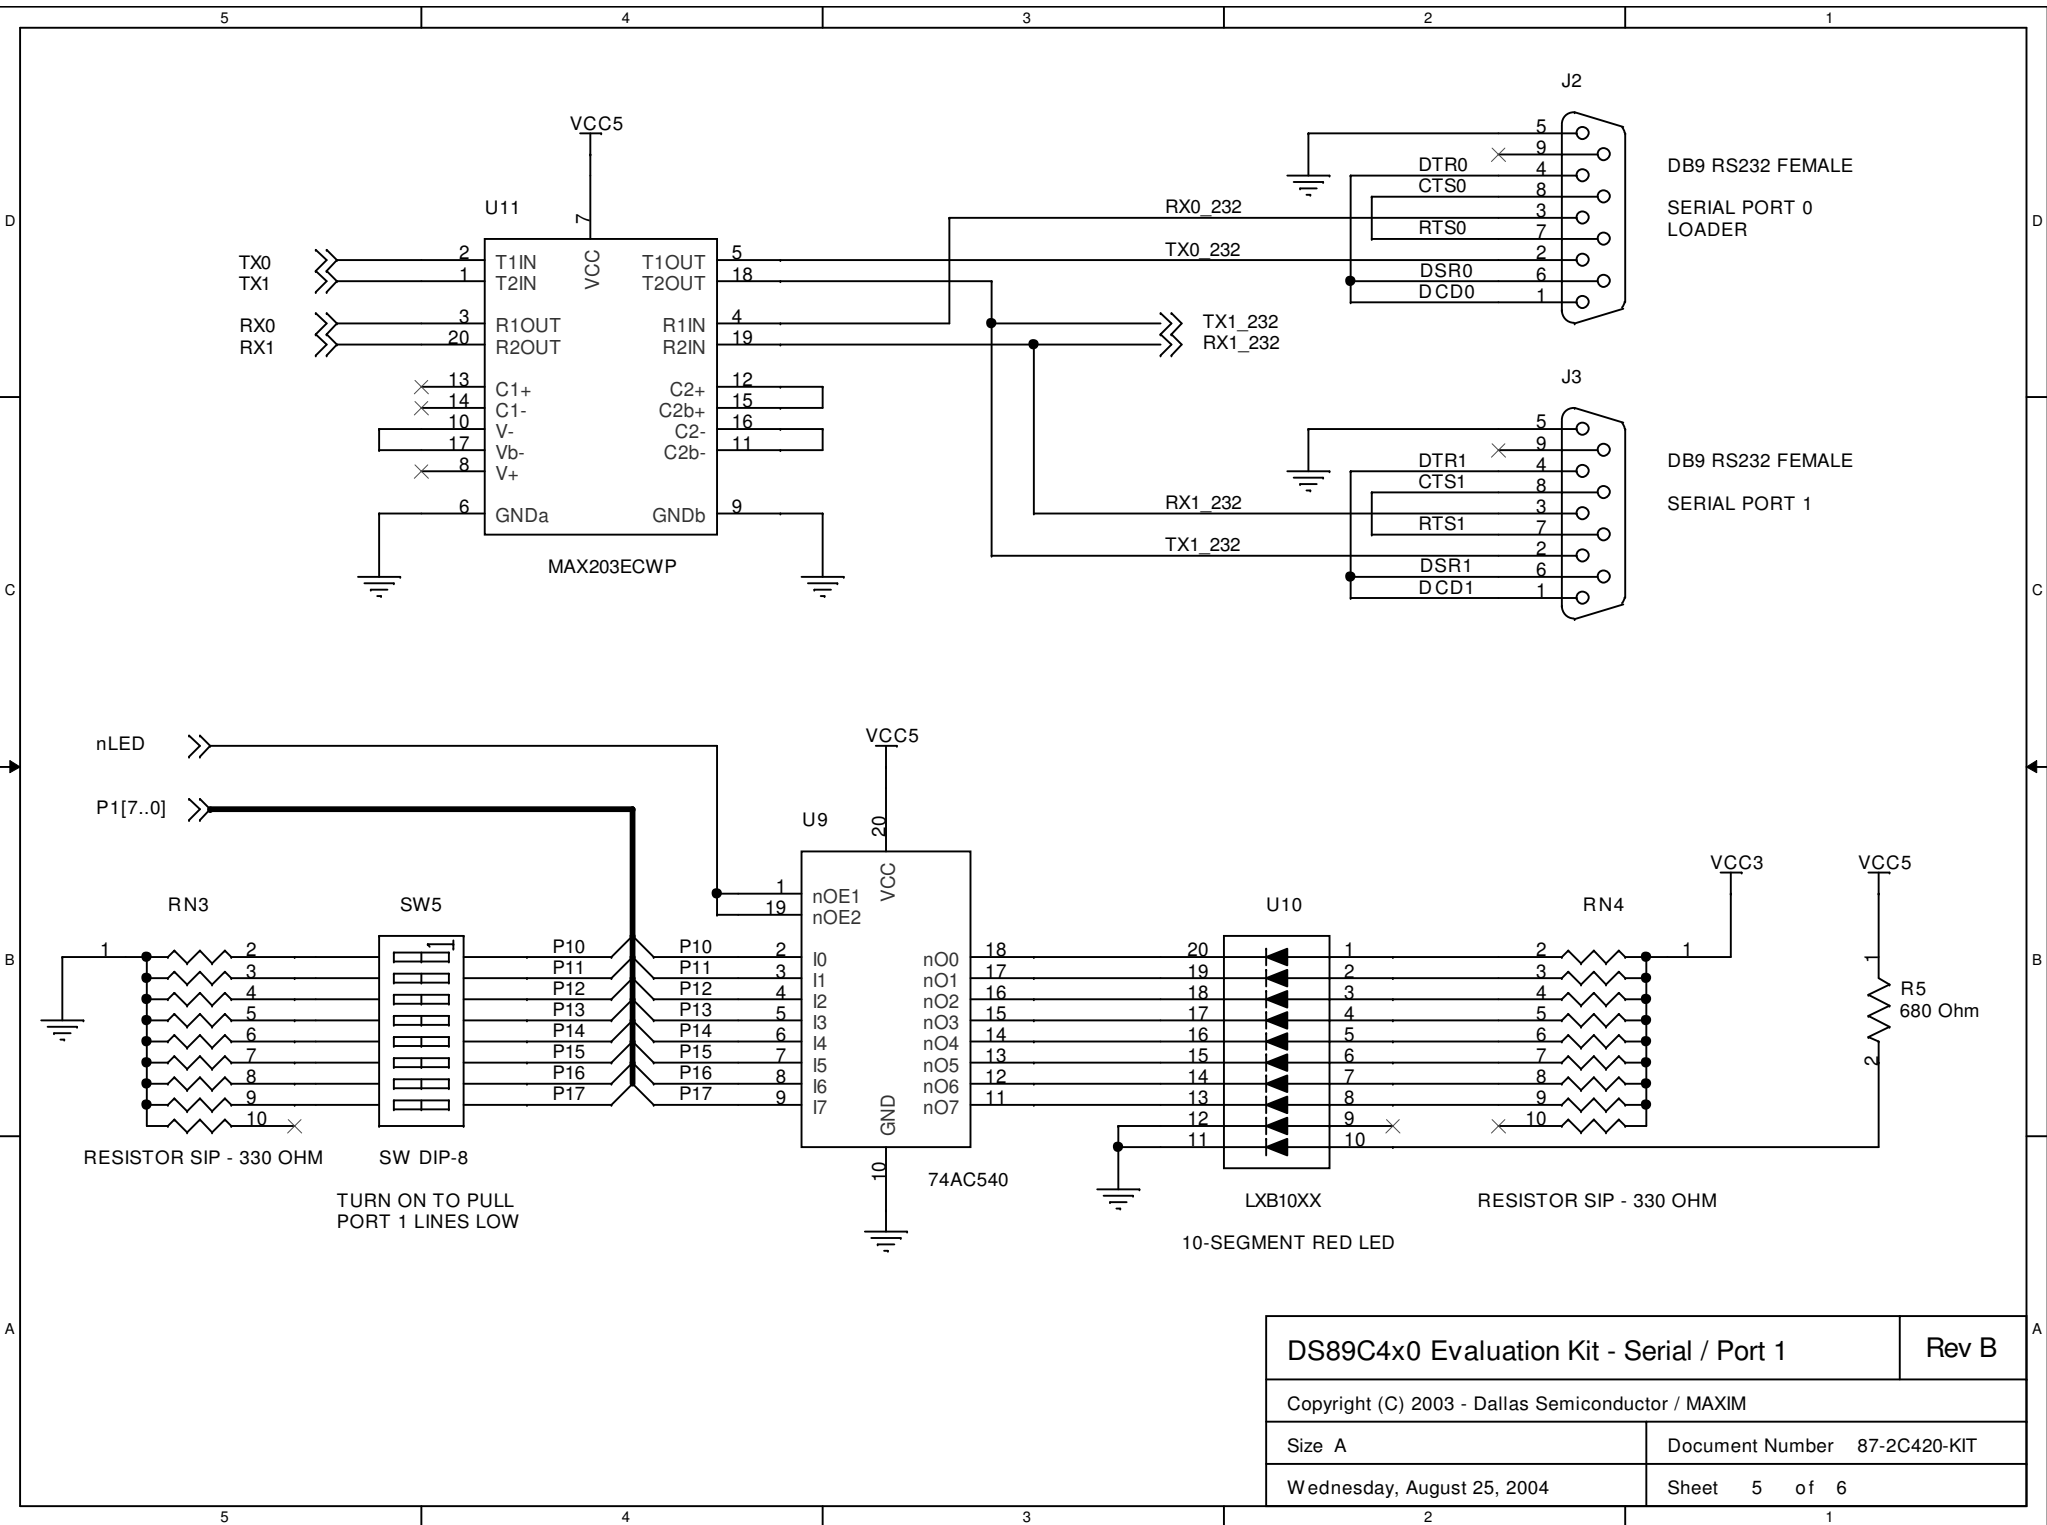 5 4 3 2 1
J2
VCC5
5
9
DTR0 4
CTS0 8
RX0_232 3
RTS0 7
TX0_232 2
DSR0 6
DCD0 1
DB9 RS232 FEMALE
SERIAL PORT 0
LOADER
U11
7
VCC
D D
TX0 2 T1IN T1OUT 5
TX1 1 T2IN T2OUT 18
RX0 3 R1OUT R1IN 4 TX1_232
RX1 20 R2OUT R2IN 19 RX1_232
13 C1+ C2+ 12
14 C1- C2b+ 15
10 V- C2- 16
17 Vb- C2b- 11
8 V+
6 GNDa GNDb 9
MAX203ECWP
J3
5
9
DTR1 4
CTS1 8
RX1_232 3
RTS1 7
TX1_232 2
DSR1 6
DCD1 1
DB9 RS232 FEMALE
SERIAL PORT 1
C C
nLED
VCC5
P1[7..0]
U9
20
VCC
VCC3 VCC5
1 nOE1
19 nOE2
RN3 SW5 U10 RN4
1
B B
1 2 P10 P10 2 I0 nO0 18 20 1 2 1
3 P11 P11 3 I1 nO1 17 19 2 3
4 P12 P12 4 I2 nO2 16 18 3 4
5 P13 P13 5 I3 nO3 15 17 4 5
6 P14 P14 6 I4 nO4 14 16 5 6
7 P15 P15 7 I5 nO5 13 15 6 7
8 P16 P16 8 I6 nO6 12 14 7 8
9 P17 P17 9 I7 nO7 11 13 8 9
10 12 9 10
11 10
1
R5
680 Ohm
2
GND
10
RESISTOR SIP - 330 OHM
SW DIP-8
74AC540
TURN ON TO PULL
PORT 1 LINES LOW
LXB10XX
RESISTOR SIP - 330 OHM
10-SEGMENT RED LED
A A
DS89C4x0 Evaluation Kit - Serial / Port 1 Rev B
Copyright (C) 2003 - Dallas Semiconductor / MAXIM
Size A Document Number 87-2C420-KIT
Wednesday, August 25, 2004 Sheet 5 of 6
5 4 3 2 1